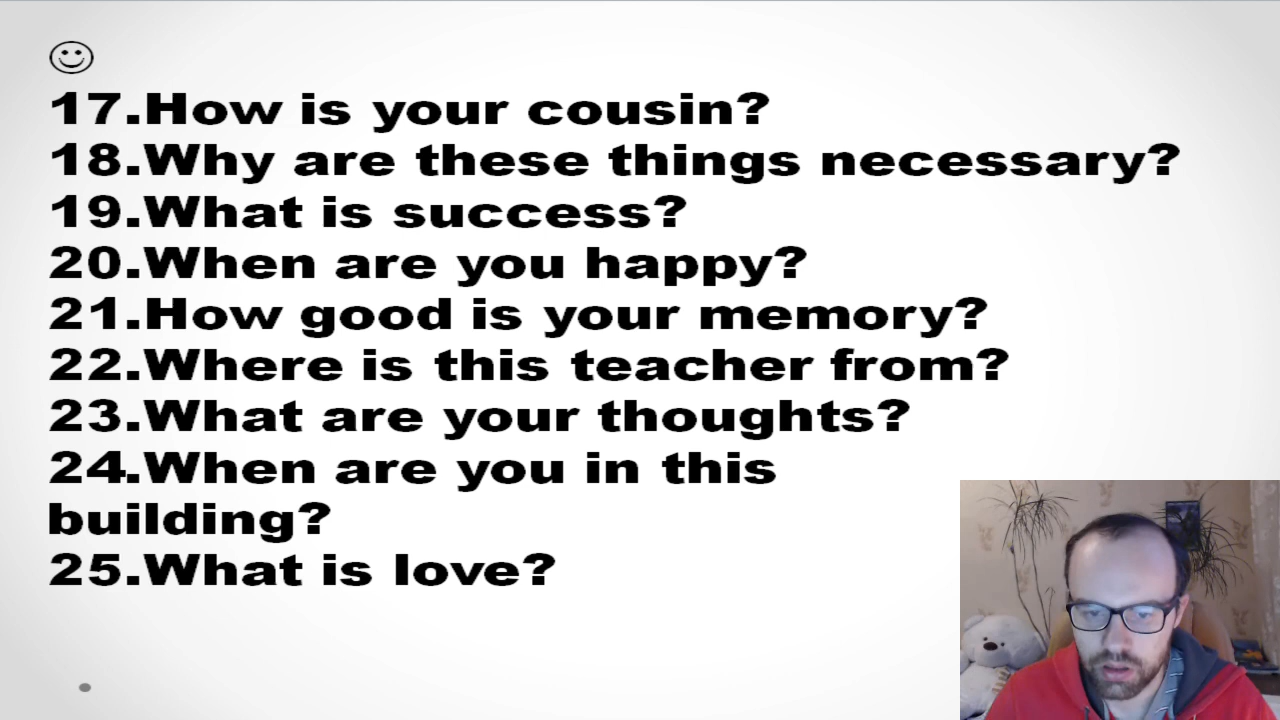 17.How is your cousin?
18.Why are these things necessary?
19.What is success?
20.When are you happy?
21.How good is your memory?
22.Where is this teacher from?
23.What are your thoughts?
24.When are you in this
building?
25.What is love?